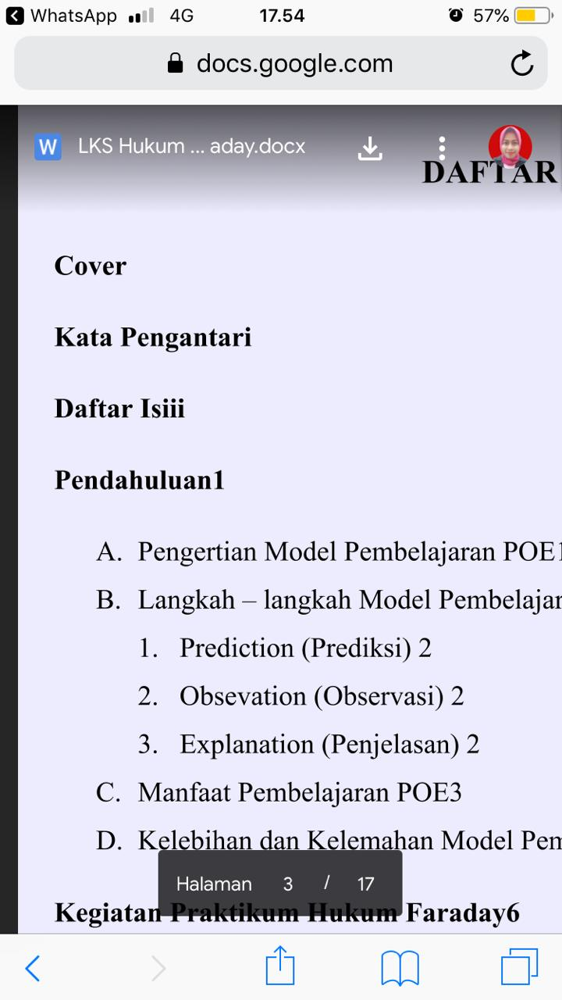 WhatsApp 4G 17.54 57%
docs.google.com
W LKS Hukum ... aday.docx
DAFTAR
Cover
Kata Pengantari
Daftar Isiii
Pendahuluan1
A. Pengertian Model Pembelajaran POE1
B. Langkah – langkah Model Pembelajar
1. Prediction (Prediksi) 2
2. Obsevation (Observasi) 2
3. Explanation (Penjelasan) 2
C. Manfaat Pembelajaran POE3
D. Kelebihan dan Kelemahan Model Pem
Halaman 3 / 17
Kegiatan Praktikum Hukum Faraday6